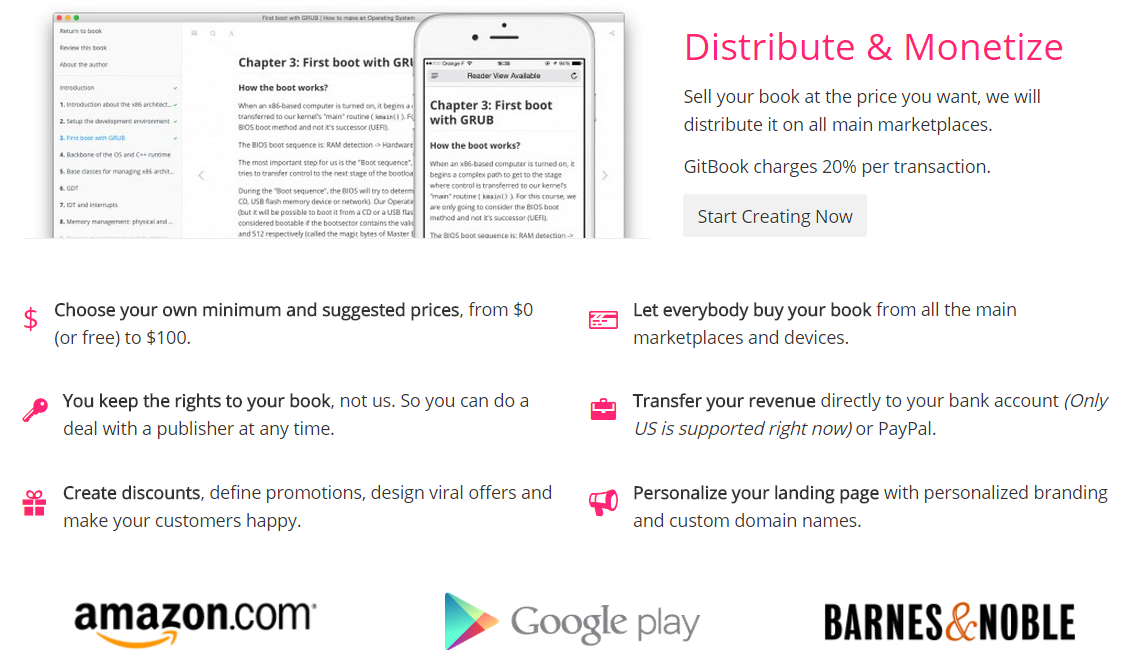 First boot with GRUB | How to make an Operating System
Return to book
Review this book
About the author
Introduction
1. Introduction about the x86 architect...
2. Setup the development environment
3. First boot with GRUB
4. Backbone of the OS and C++ runtime
5. Base classes for managing x86 archit...
6. GDT
7. IDT and interrupts
8. Memory management: physical and ...
A
Chapter 3: First boot with GRU
How the boot works?
When an x86-based computer is turned on, it begins a
transferred to our kernel's "main" routine ( kmain() ). F
BIOS boot method and not it's successor (UEFI).
The BIOS boot sequence is: RAM detection -> Hardware
The most important step for us is the "Boot sequence",
tries to transfer control to the next stage of the bootloa
During the "Boot sequence", the BIOS will try to determ
CD, USB flash memory device or network). Our Operati
(but it will be possible to boot it from a CD or a USB flas
considered bootable if the bootsector contains the valid
and 512 respectively (called the magic bytes of Master
Orange F 16:35 94%
Reader View Available
Chapter 3: First boot
with GRUB
How the boot works?
When an x86-based computer is turned on, it
begins a complex path to get to the stage
where control is transferred to our kernel's
"main" routine ( kmain() ). For this course, we
are only going to consider the BIOS boot
method and not it's successor (UEFI).
The BIOS boot sequence is: RAM detection ->
Distribute & Monetize
Sell your book at the price you want, we will
distribute it on all main marketplaces.
GitBook charges 20% per transaction.
Start Creating Now
$ Choose your own minimum and suggested prices, from $0
(or free) to $100.
Let everybody buy your book from all the main
marketplaces and devices.
You keep the rights to your book, not us. So you can do a
deal with a publisher at any time.
Transfer your revenue directly to your bank account (Only
US is supported right now) or PayPal.
Create discounts, define promotions, design viral offers and
make your customers happy.
Personalize your landing page with personalized branding
and custom domain names.
amazon.com
Google play
BARNES&NOBLE